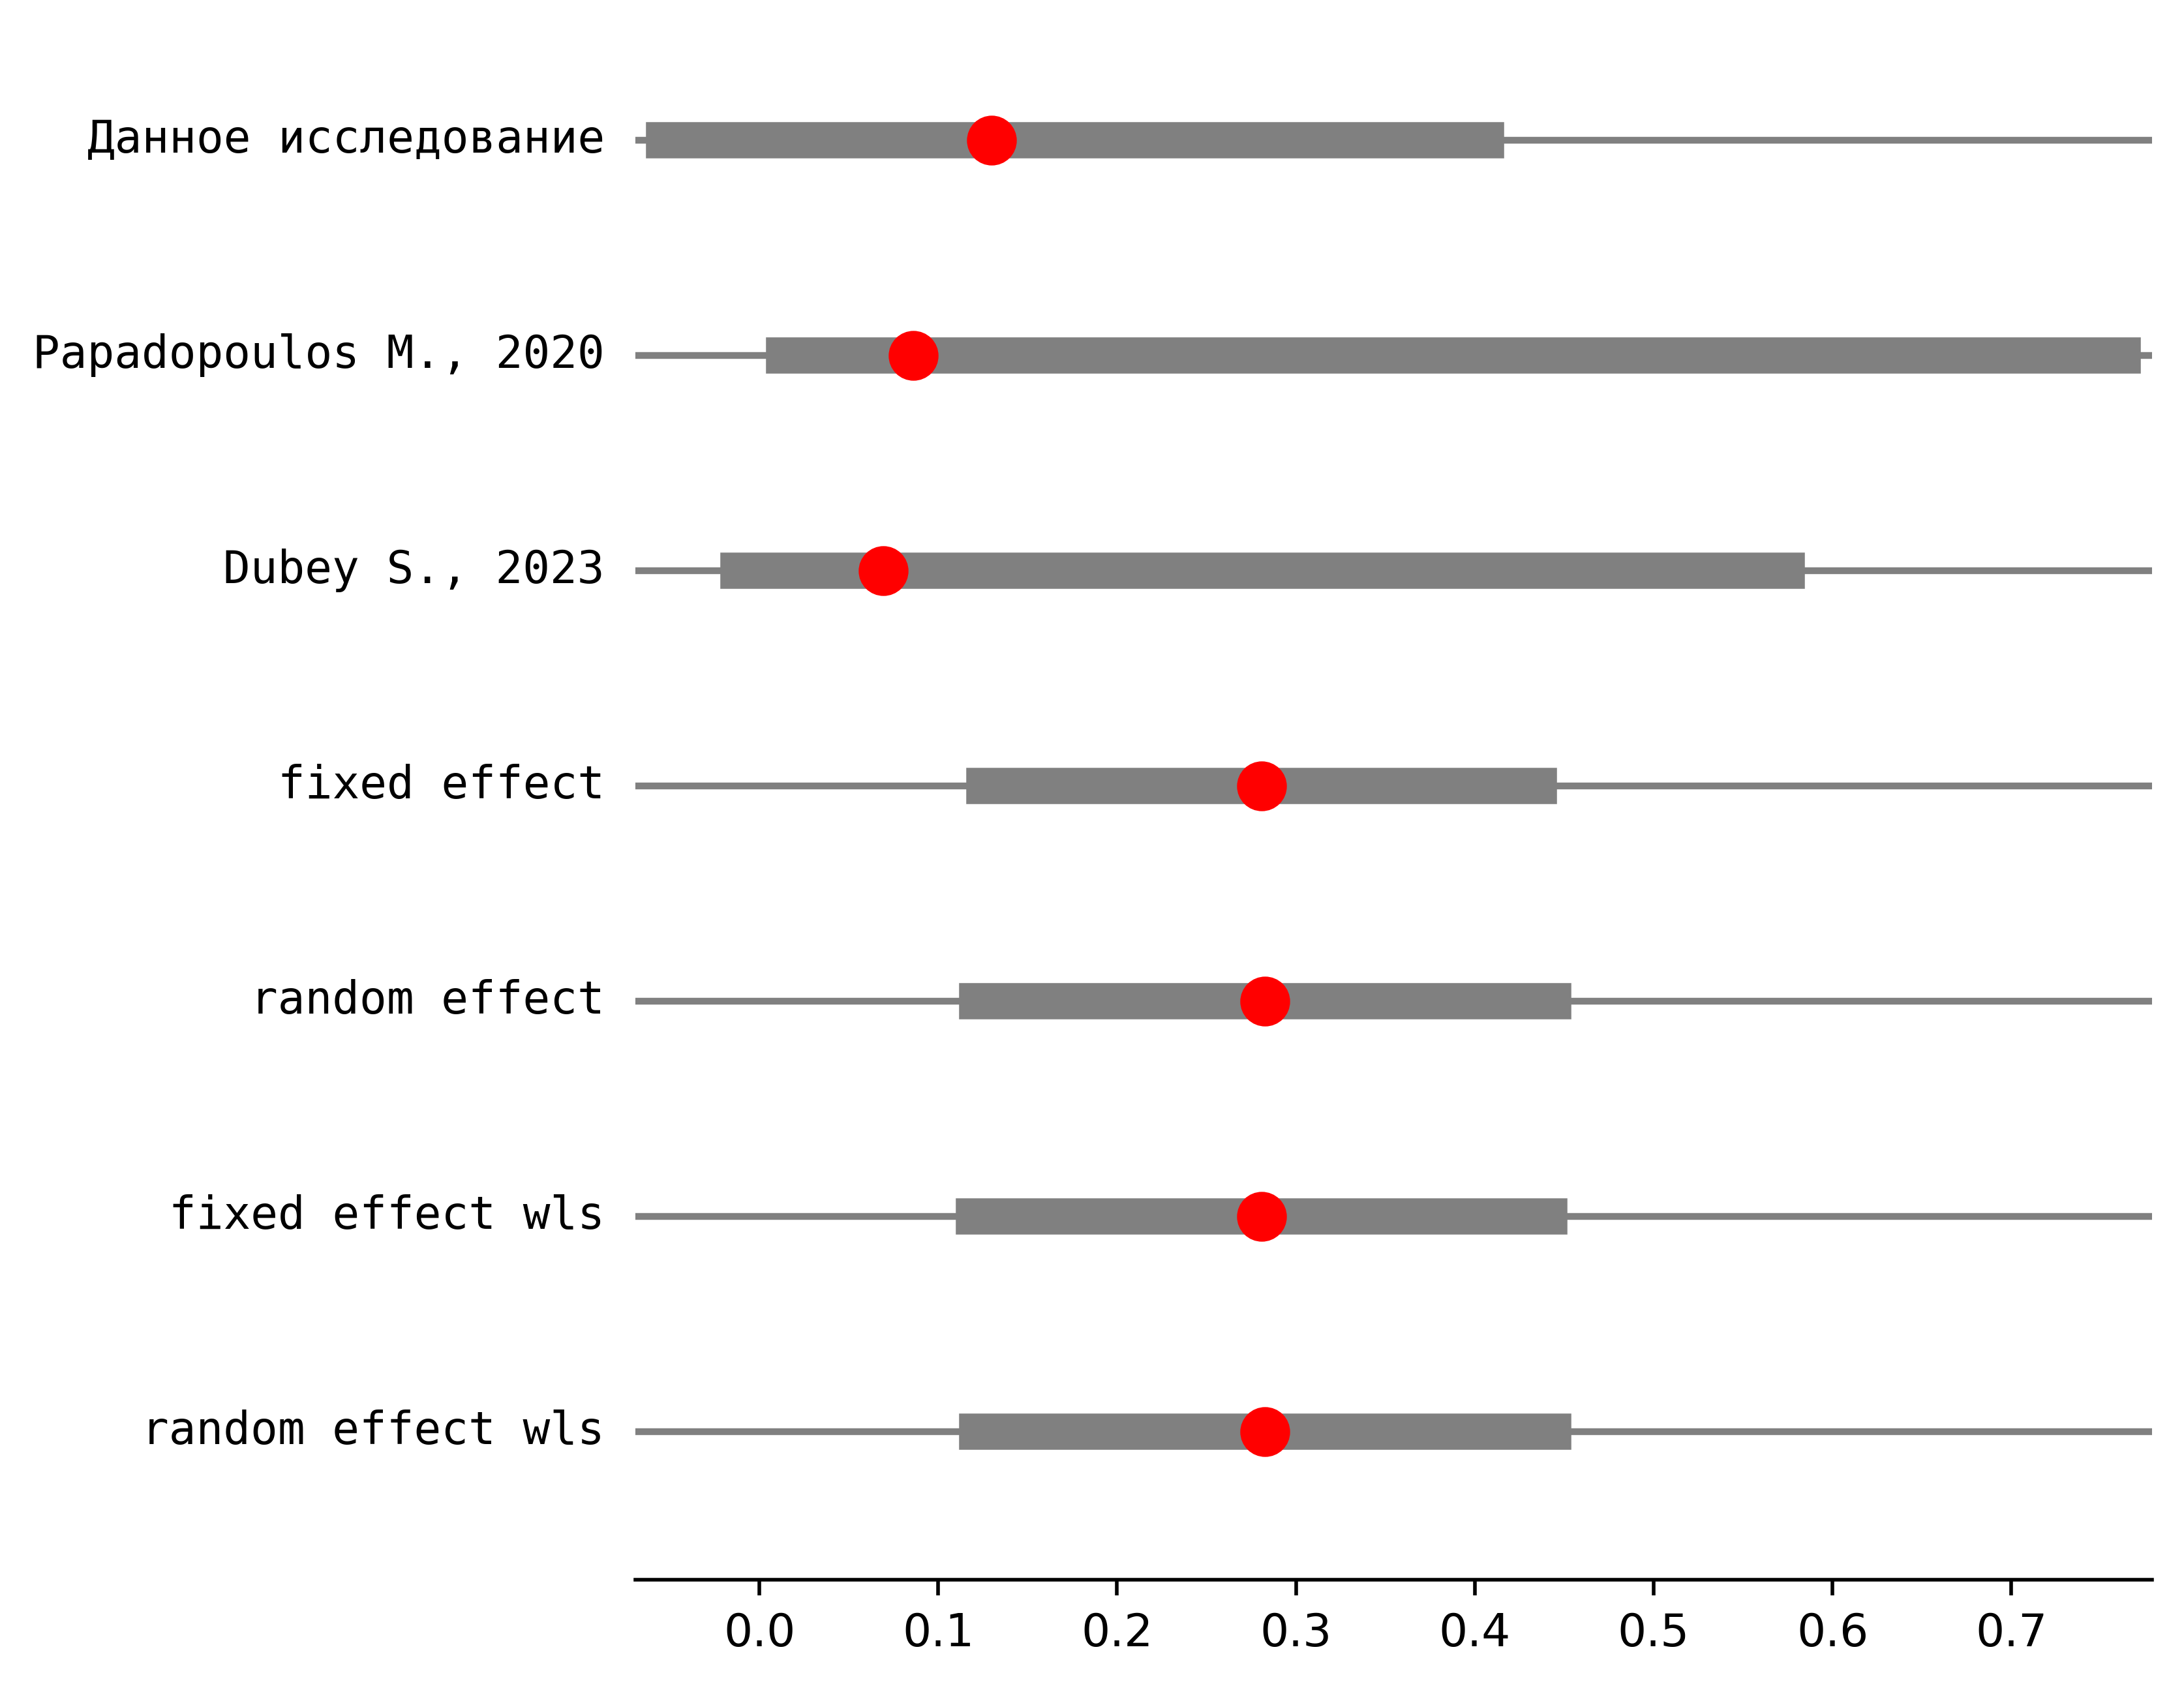 Данное исследование
Papadopoulos M., 2020
Dubey S., 2023
fixed effect
random effect
fixed effect wls
random effect wls
0.0 0.1 0.2 0.3 0.4 0.5 0.6 0.7